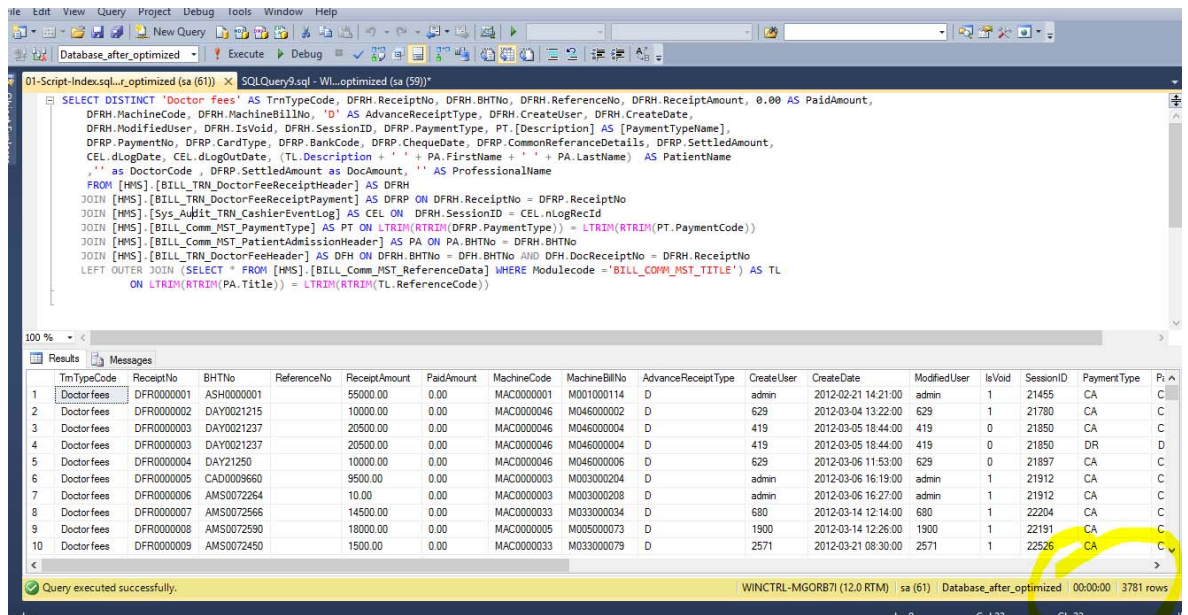 File Edit View Query Project Debug Tools Window Help
New Query
Database_after_optimized Execute Debug
01-Script-Index.sql...r_optimized (sa (61)) SQLQuery9.sql - WI...optimized (sa (59))*
SELECT DISTINCT 'Doctor fees' AS TrnTypeCode, DFRH.ReceiptNo, DFRH.BHTNo, DFRH.ReferenceNo, DFRH.ReceiptAmount, 0.00 AS PaidAmount,
DFRH.MachineCode, DFRH.MachineBillNo, 'D' AS AdvanceReceiptType, DFRH.CreateUser, DFRH.CreateDate,
DFRH.ModifiedUser, DFRH.IsVoid, DFRH.SessionID, DFRP.PaymentType, PT.[Description] AS [PaymentTypeName],
DFRP.PaymentNo, DFRP.CardType, DFRP.BankCode, DFRP.ChequeDate, DFRP.CommonReferanceDetails, DFRP.SettledAmount,
CEL.dLogDate, CEL.dLogOutDate, (TL.Description + ' ' + PA.FirstName + ' ' + PA.LastName) AS PatientName
,'' as DoctorCode , DFRP.SettledAmount as DocAmount, '' AS ProfessionalName
FROM [HMS].[BILL_TRN_DoctorFeeReceiptHeader] AS DFRH
JOIN [HMS].[BILL_TRN_DoctorFeeReceiptPayment] AS DFRP ON DFRH.ReceiptNo = DFRP.ReceiptNo
JOIN [HMS].[Sys_Audit_TRN_CashierEventLog] AS CEL ON DFRH.SessionID = CEL.nLogRecId
JOIN [HMS].[BILL_Comm_MST_PaymentType] AS PT ON LTRIM(RTRIM(DFRP.PaymentType)) = LTRIM(RTRIM(PT.PaymentCode))
JOIN [HMS].[BILL_Comm_MST_PatientAdmissionHeader] AS PA ON PA.BHTNo = DFRH.BHTNo
JOIN [HMS].[BILL_TRN_DoctorFeeHeader] AS DFH ON DFRH.BHTNo = DFH.BHTNo AND DFH.DocReceiptNo = DFRH.ReceiptNo
LEFT OUTER JOIN (SELECT * FROM [HMS].[BILL_Comm_MST_ReferenceData] WHERE Modulecode ='BILL_COMM_MST_TITLE') AS TL
ON LTRIM(RTRIM(PA.Title)) = LTRIM(RTRIM(TL.ReferenceCode))
100 %
Results Messages
TrnTypeCode ReceiptNo BHTNo ReferenceNo ReceiptAmount PaidAmount MachineCode MachineBillNo AdvanceReceiptType CreateUser CreateDate ModifiedUser IsVoid SessionID PaymentType Pa
1 Doctor fees DFR0000001 ASH0000001 55000.00 0.00 MAC0000001 M001000114 D admin 2012-02-21 14:21:00 admin 1 21455 CA C
2 Doctor fees DFR0000002 DAY0021215 10000.00 0.00 MAC0000046 M046000002 D 629 2012-03-04 13:22:00 629 1 21780 CA C
3 Doctor fees DFR0000003 DAY0021237 20500.00 0.00 MAC0000046 M046000004 D 419 2012-03-05 18:44:00 419 0 21850 CA C
4 Doctor fees DFR0000003 DAY0021237 20500.00 0.00 MAC0000046 M046000004 D 419 2012-03-05 18:44:00 419 0 21850 DR D
5 Doctor fees DFR0000004 DAY21250 10000.00 0.00 MAC0000046 M046000006 D 629 2012-03-06 11:53:00 629 0 21897 CA C
6 Doctor fees DFR0000005 CAD0009660 9500.00 0.00 MAC0000003 M003000204 D admin 2012-03-06 16:19:00 admin 1 21912 CA C
7 Doctor fees DFR0000006 AMS0072264 10.00 0.00 MAC0000003 M003000208 D admin 2012-03-06 16:27:00 admin 1 21912 CA C
8 Doctor fees DFR0000007 AMS0072566 14500.00 0.00 MAC0000033 M033000034 D 680 2012-03-14 12:14:00 680 1 22204 CA C
9 Doctor fees DFR0000008 AMS0072590 18000.00 0.00 MAC0000005 M005000073 D 1900 2012-03-14 12:26:00 1900 1 22191 CA C
10 Doctor fees DFR0000009 AMS0072450 1500.00 0.00 MAC0000033 M033000079 D 2571 2012-03-21 08:30:00 2571 1 22526 CA C
Query executed successfully. WINCTRL-MGORB7I (12.0 RTM) sa (61) Database_after_optimized 00:00:00 3781 rows